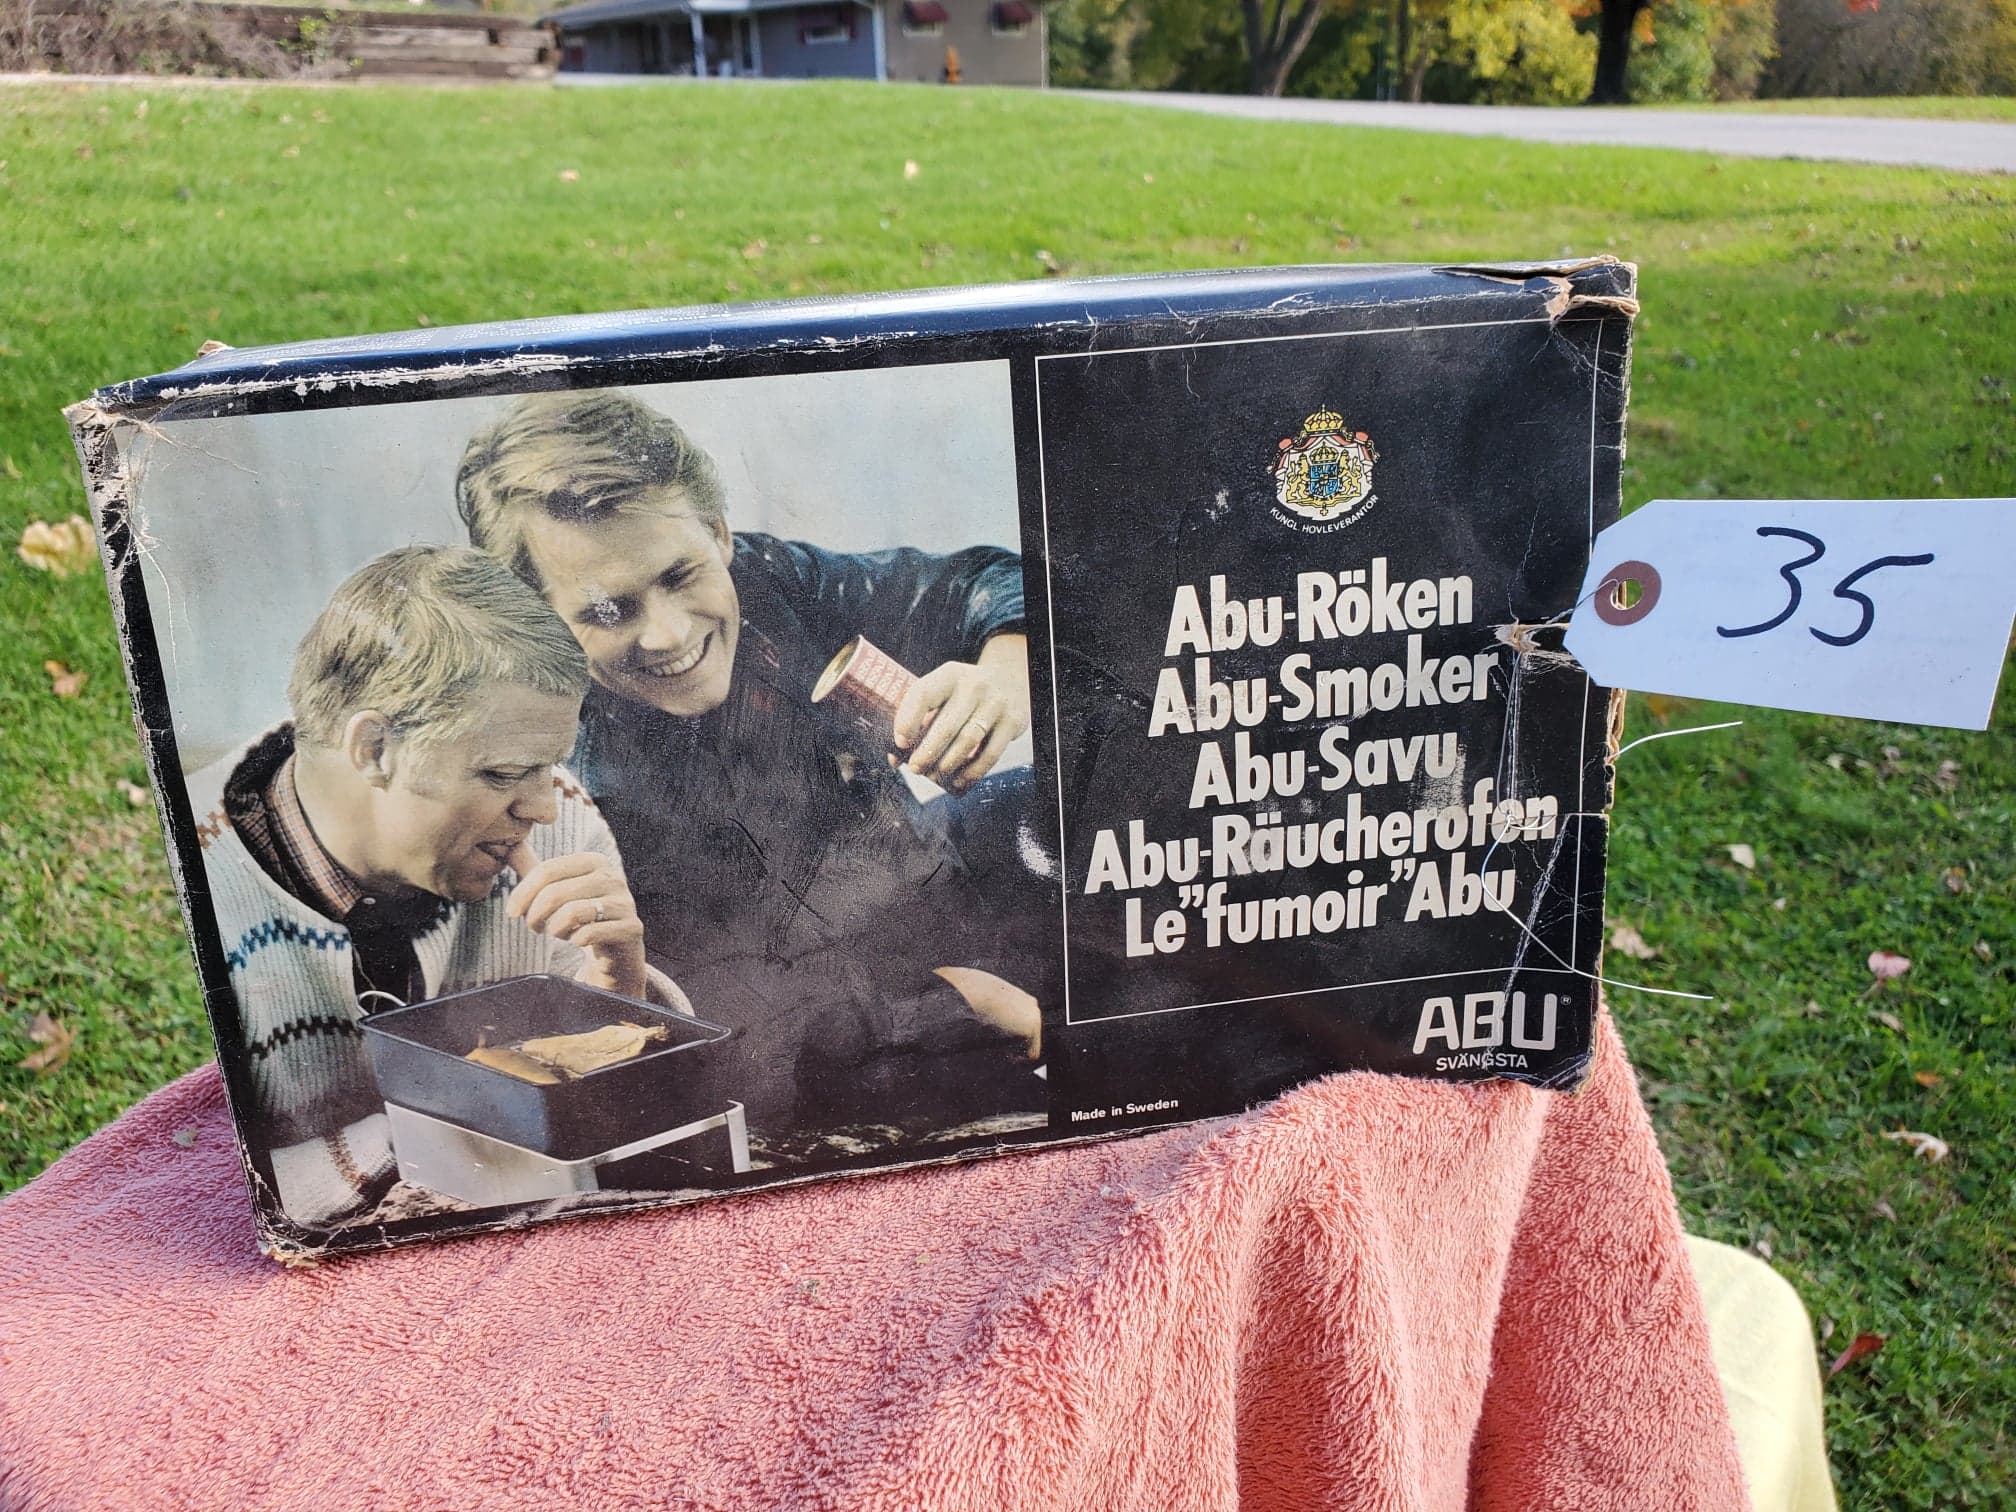 KUNGL HOVLEVERANTÖR
Abu-Röken
Abu-Smoker
Abu-Savu
Abu-Räucherofen
Le"fumoir"Abu
ABU®
SVÄNGSTA
Made in Sweden
35